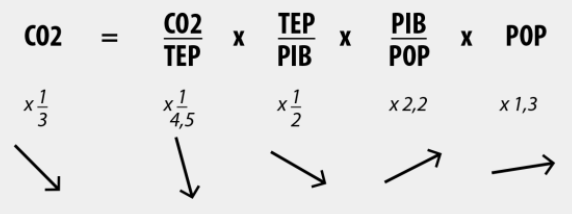 CO2 = CO2/TEP x TEP/PIB x PIB/POP x POP
x 1/3 x 1/4,5 x 1/2 x 2,2 x 1,3